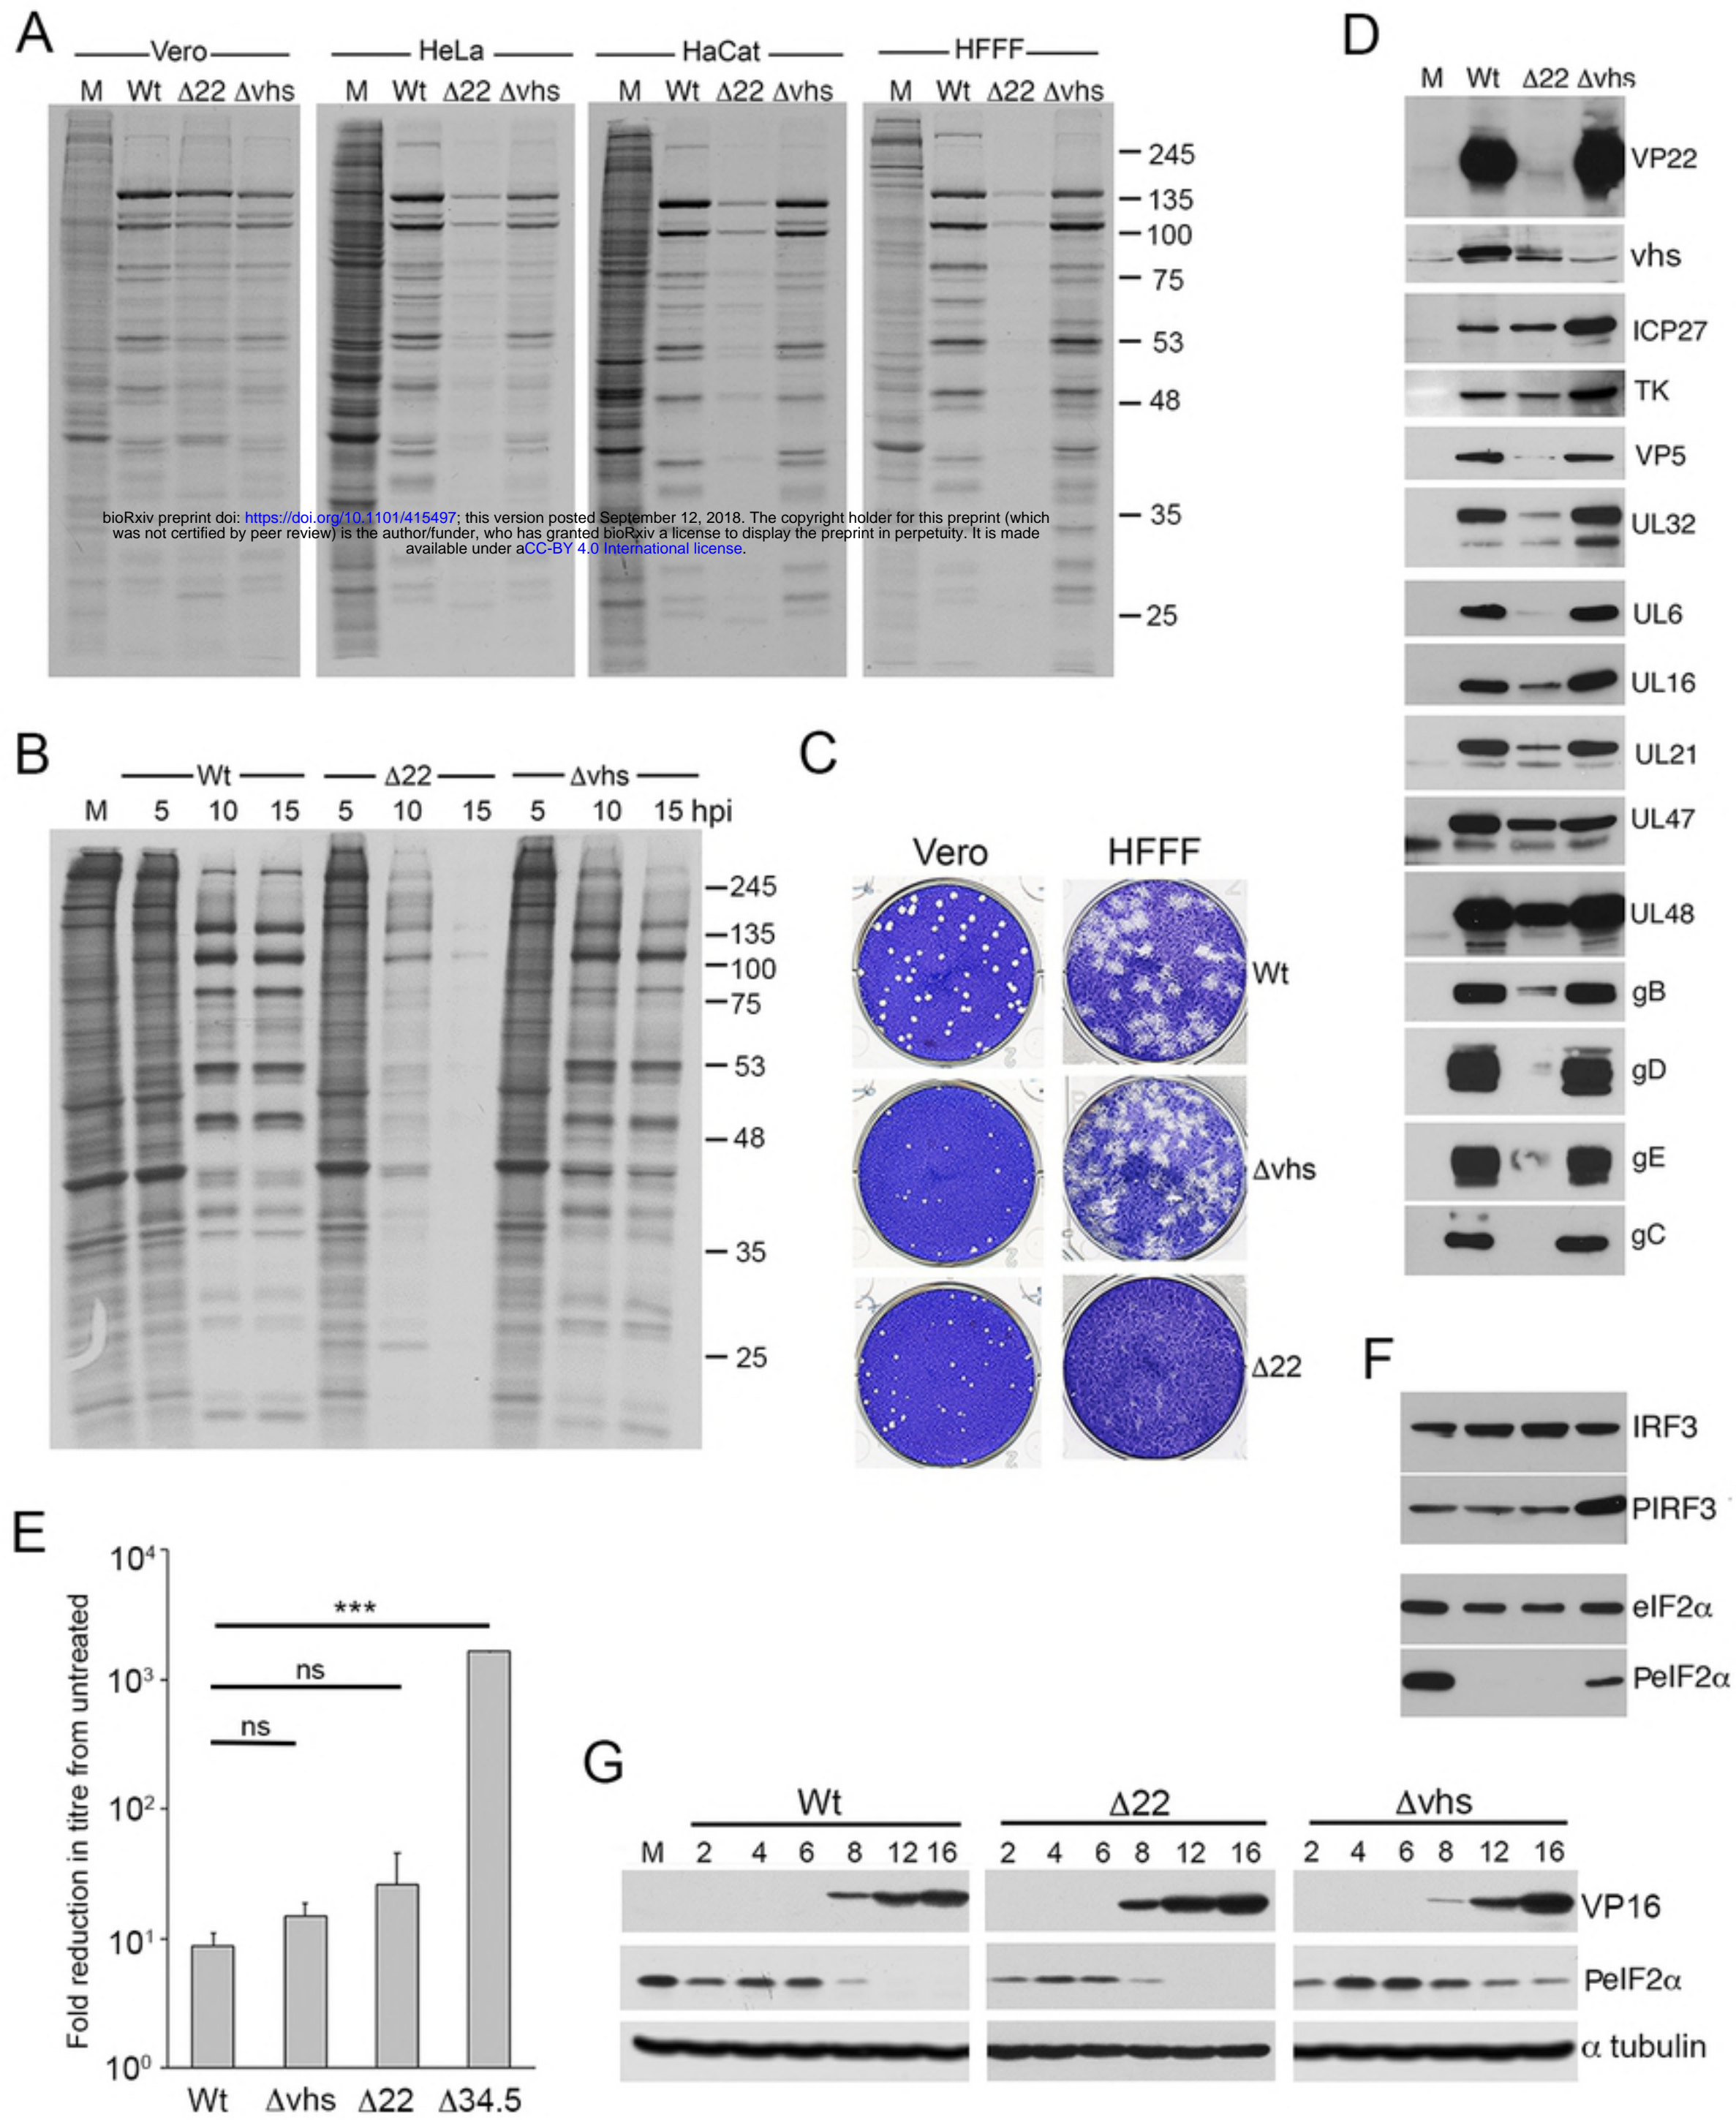 A
Vero HeLa HaCat HFFF
M Wt Δ22 Δvhs M Wt Δ22 Δvhs M Wt Δ22 Δvhs M Wt Δ22 Δvhs
245
135
100
75
53
48
35
25
bioRxiv preprint doi: https://doi.org/10.1101/415497; this version posted September 12, 2018. The copyright holder for this preprint (which
was not certified by peer review) is the author/funder, who has granted bioRxiv a license to display the preprint in perpetuity. It is made
available under aCC-BY 4.0 International license.
B
Wt Δ22 Δvhs
M 5 10 15 5 10 15 5 10 15 hpi
245
135
100
75
53
48
35
25
C
Vero HFFF
Wt
Δvhs
Δ22
D
M Wt Δ22 Δvhs
VP22
vhs
ICP27
TK
VP5
UL32
UL6
UL16
UL21
UL47
UL48
gB
gD
gE
gC
E
Fold reduction in titre from untreated
10⁴
10³
10²
10¹
10⁰
***
ns
ns
Wt Δvhs Δ22 Δ34.5
F
IRF3
PIRF3
eIF2α
PeIF2α
G
Wt Δ22 Δvhs
M 2 4 6 8 12 16 2 4 6 8 12 16 2 4 6 8 12 16
VP16
PeIF2α
α tubulin